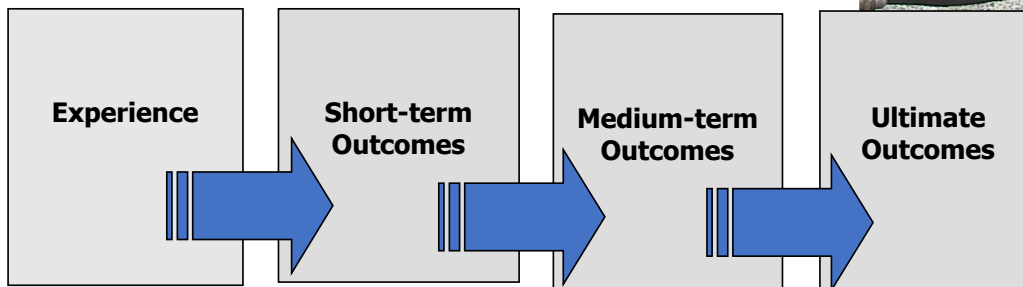 Experience
Short-term
Outcomes
Medium-term
Outcomes
Ultimate
Outcomes